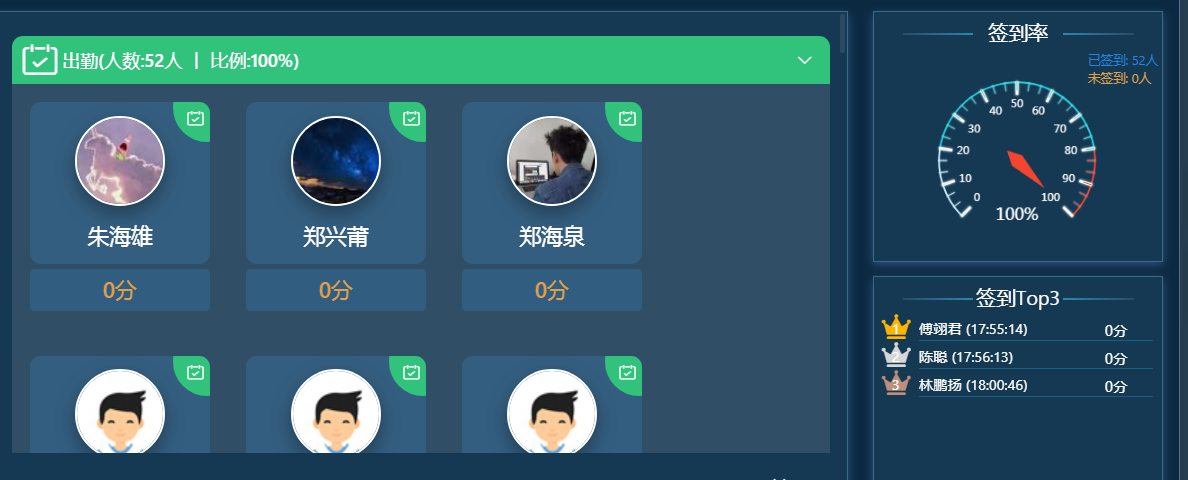 出勤(人数:52人 | 比例:100%)
朱海雄
郑兴莆
郑海泉
0分
0分
0分
签到率
已签到: 52人
未签到: 0人
0
10
20
30
40
50
60
70
80
90
100
100%
签到Top3
1 傅翊君 (17:55:14) 0分
2 陈聪 (17:56:13) 0分
3 林鹏扬 (18:00:46) 0分